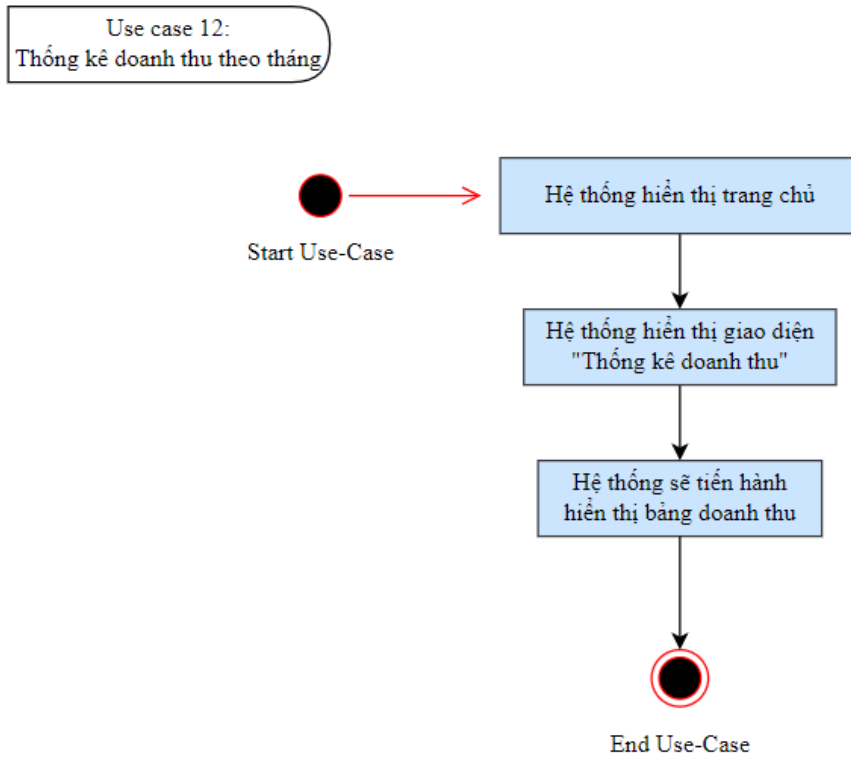 Use case 12:
Thống kê doanh thu theo tháng
Hệ thống hiển thị trang chủ
Start Use-Case
Hệ thống hiển thị giao diện
"Thống kê doanh thu"
Hệ thống sẽ tiến hành
hiển thị bảng doanh thu
End Use-Case